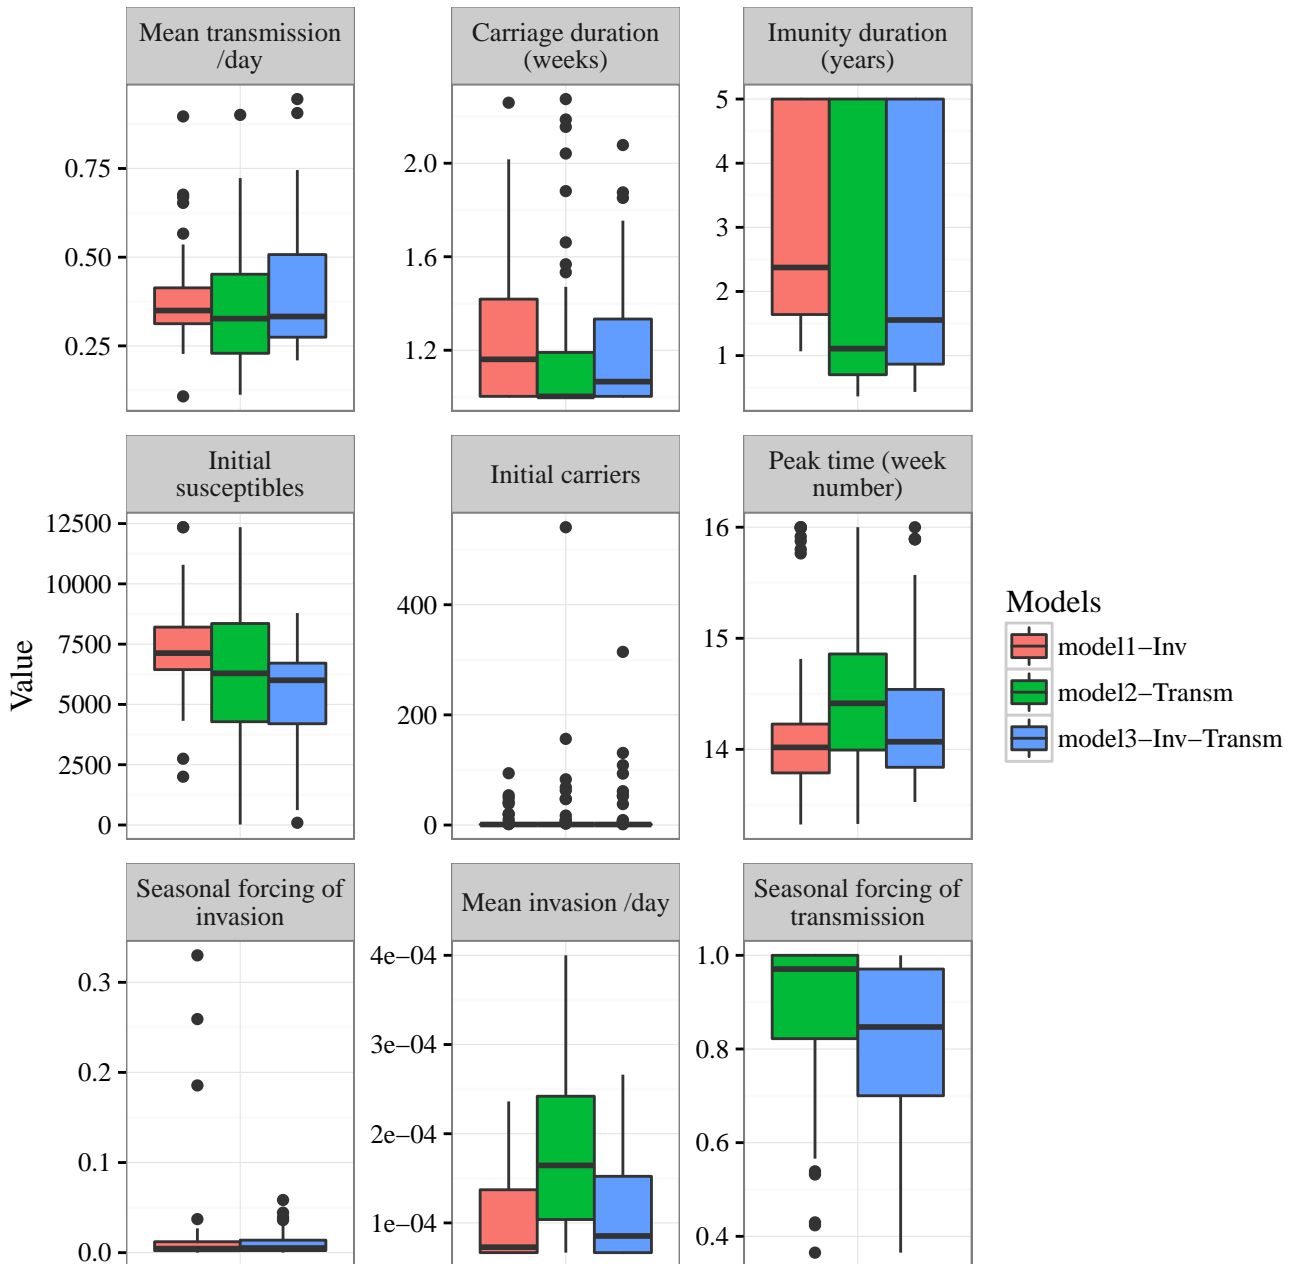 Mean transmission
/day
Carriage duration
(weeks)
Imunity duration
(years)
0.75
0.50
0.25
2.0
1.6
1.2
5
4
3
2
1
Initial
susceptibles
Initial carriers
Peak time (week
number)
12500
10000
7500
5000
2500
0
400
200
0
16
15
14
Value
Models
model1−Inv
model2−Transm
model3−Inv−Transm
Seasonal forcing of
invasion
Mean invasion /day
Seasonal forcing of
transmission
0.3
0.2
0.1
0.0
4e−04
3e−04
2e−04
1e−04
1.0
0.8
0.6
0.4